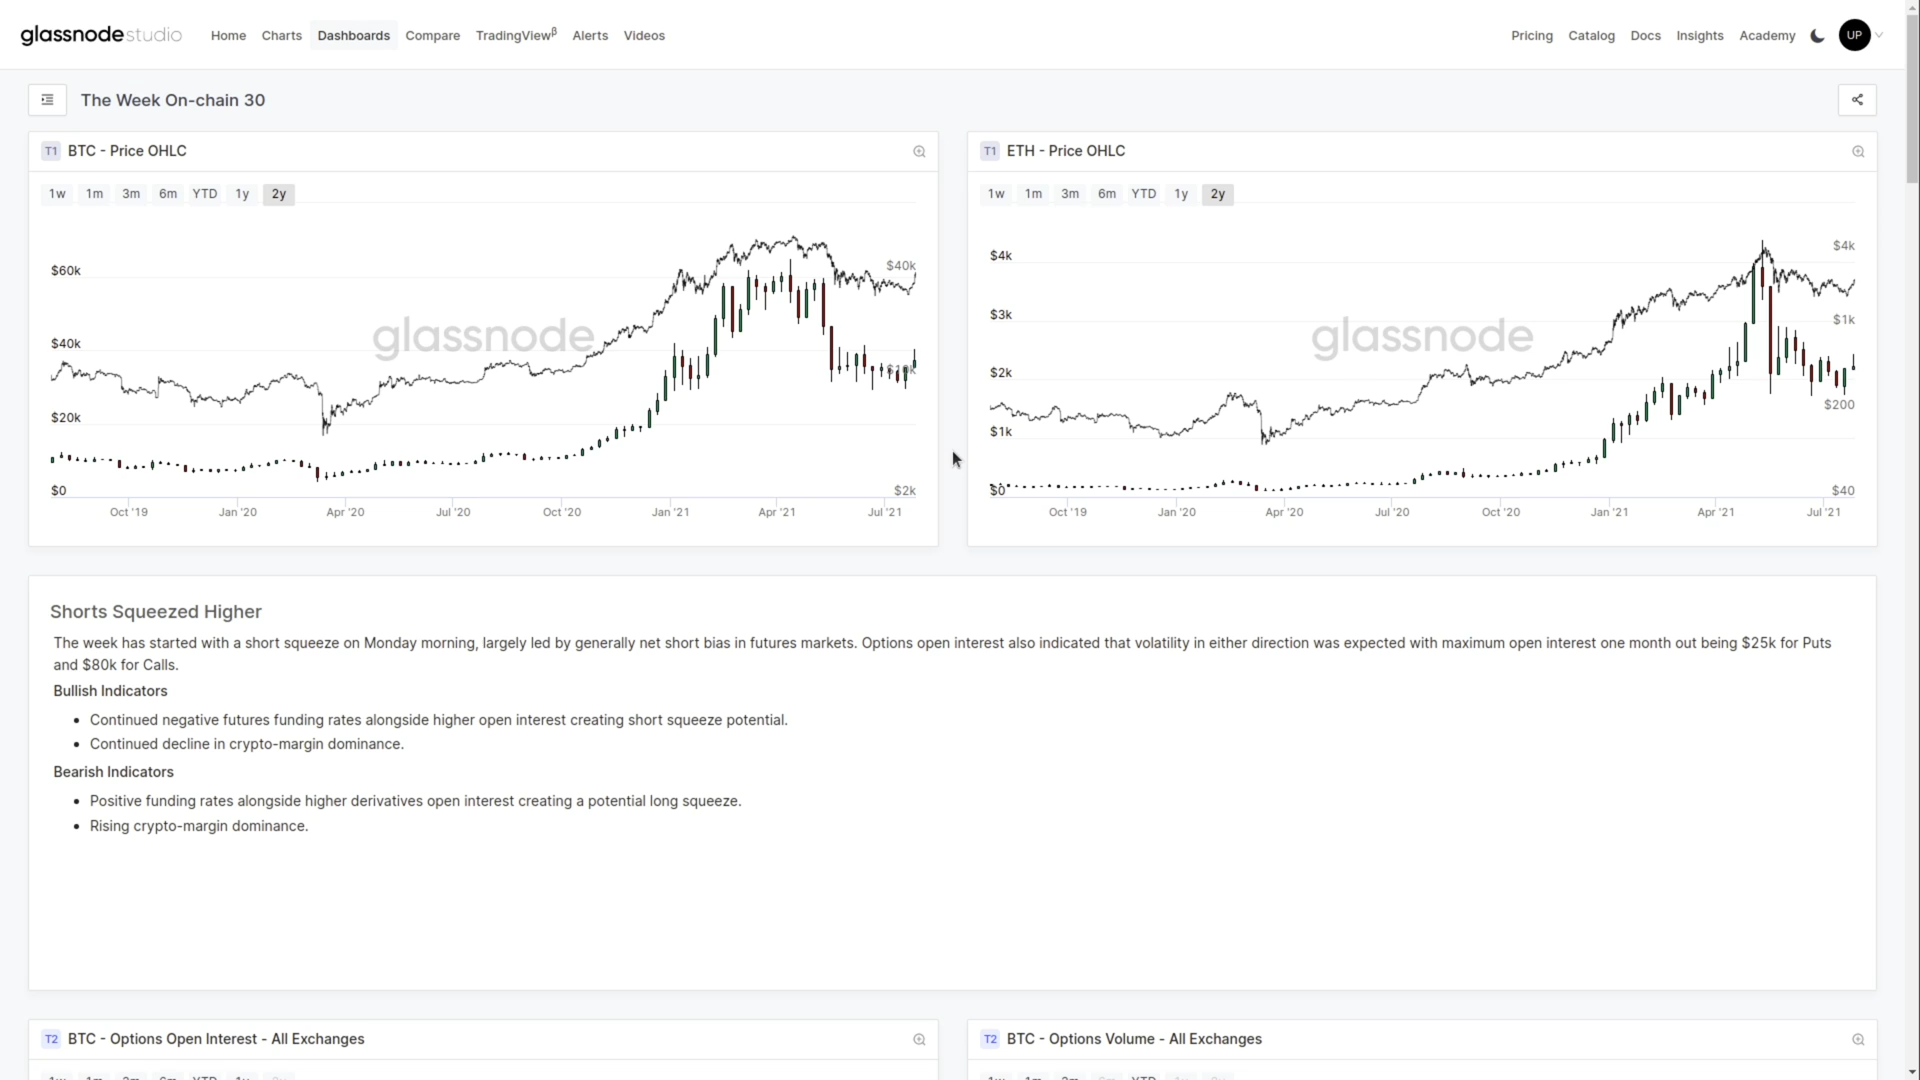 glassnode studio Home Charts Dashboards Compare TradingViewβ Alerts Videos Pricing Catalog Docs Insights Academy UP
The Week On-chain 30
T1 BTC - Price OHLC
1w 1m 3m 6m YTD 1y 2y
$60k
$40k
$20k
$0
$40k
$2k
glassnode
Oct '19 Jan '20 Apr '20 Jul '20 Oct '20 Jan '21 Apr '21 Jul '21
T1 ETH - Price OHLC
1w 1m 3m 6m YTD 1y 2y
$4k
$3k
$2k
$1k
$0
$4k
$1k
$200
$40
glassnode
Oct '19 Jan '20 Apr '20 Jul '20 Oct '20 Jan '21 Apr '21 Jul '21
Shorts Squeezed Higher
The week has started with a short squeeze on Monday morning, largely led by generally net short bias in futures markets. Options open interest also indicated that volatility in either direction was expected with maximum open interest one month out being $25k for Puts
and $80k for Calls.
Bullish Indicators
• Continued negative futures funding rates alongside higher open interest creating short squeeze potential.
• Continued decline in crypto-margin dominance.
Bearish Indicators
• Positive funding rates alongside higher derivatives open interest creating a potential long squeeze.
• Rising crypto-margin dominance.
T2 BTC - Options Open Interest - All Exchanges
T2 BTC - Options Volume - All Exchanges